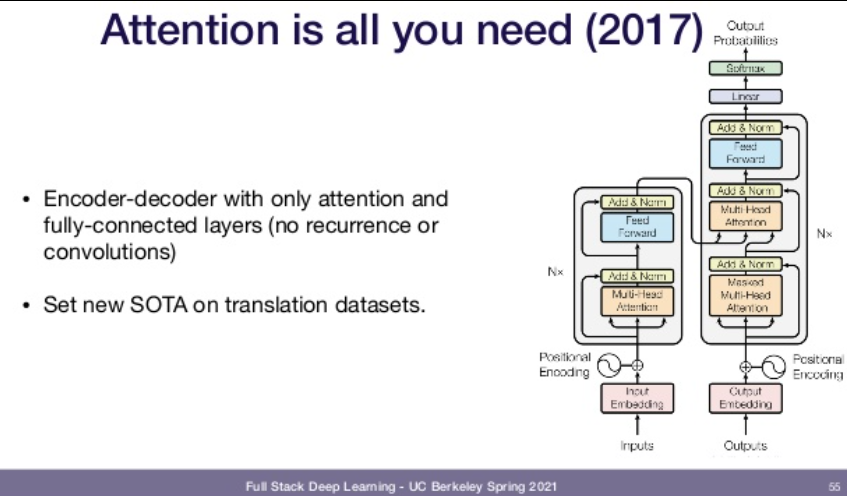 Attention is all you need (2017)
• Encoder-decoder with only attention and
fully-connected layers (no recurrence or
convolutions)
• Set new SOTA on translation datasets.
Output
Probabilities
Softmax
Linear
Add & Norm
Feed
Forward
Add & Norm
Multi-Head
Attention
Nx
Add & Norm
Masked
Multi-Head
Attention
Add & Norm
Feed
Forward
Nx
Add & Norm
Multi-Head
Attention
Positional
Encoding
Positional
Encoding
Input
Embedding
Output
Embedding
Inputs
Outputs
Full Stack Deep Learning - UC Berkeley Spring 2021
55